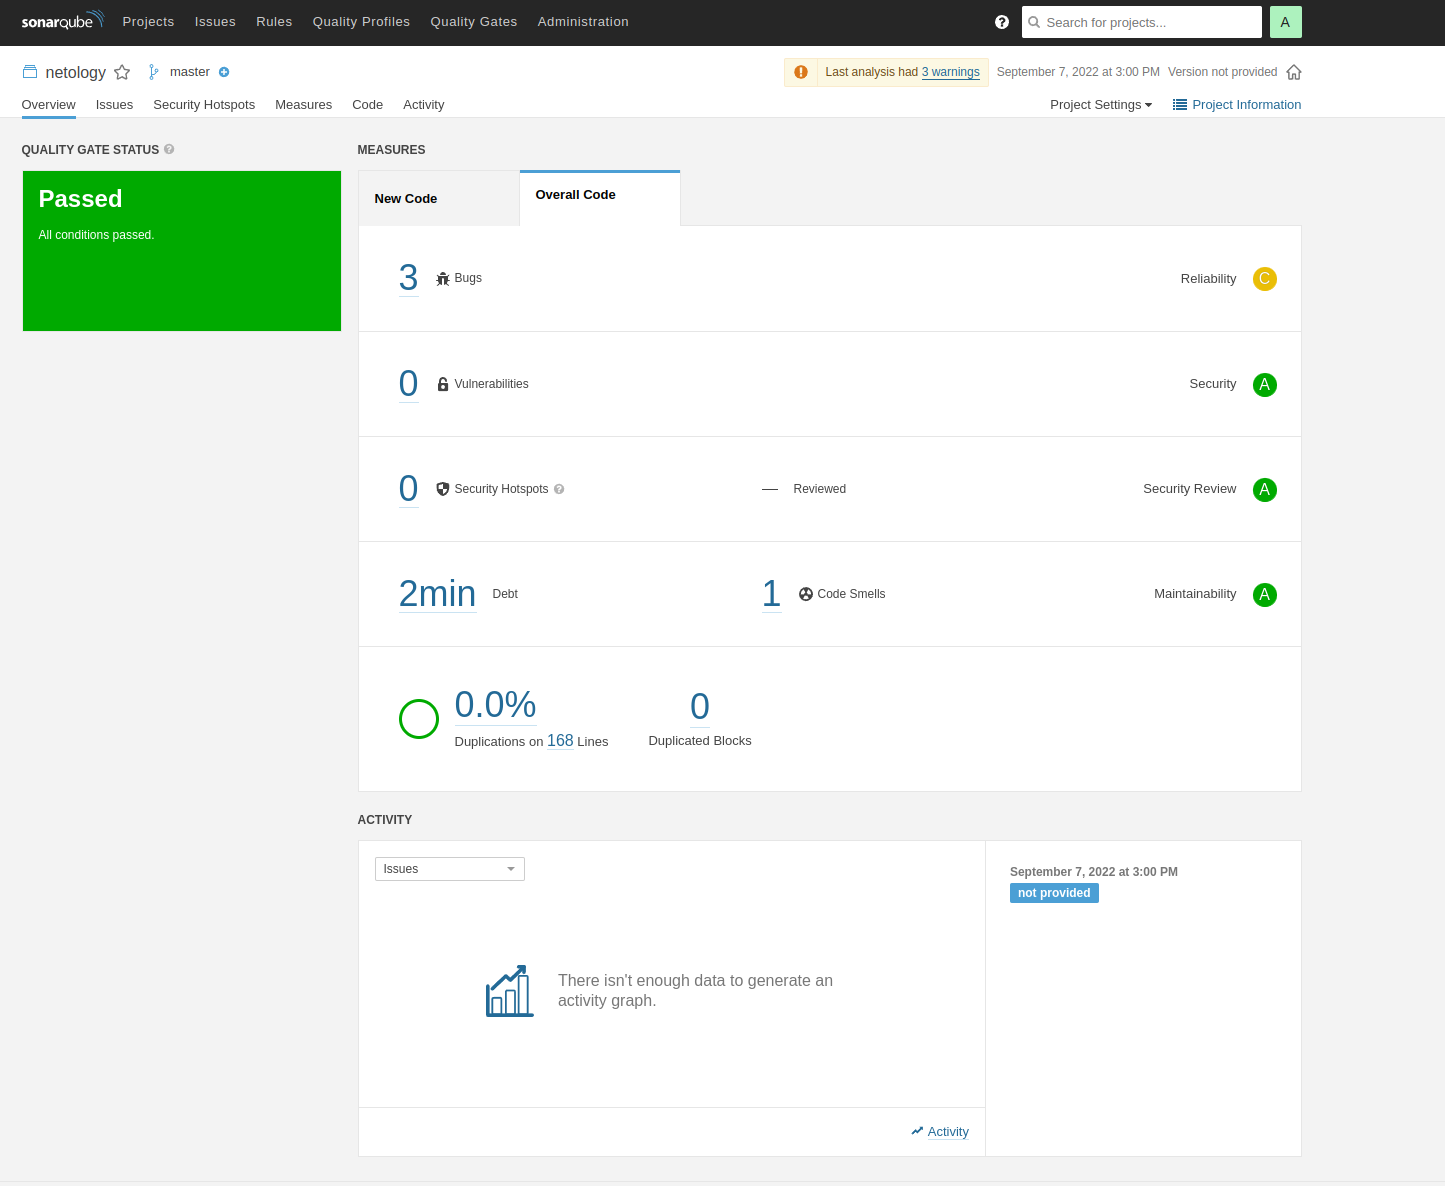 sonarqube Projects Issues Rules Quality Profiles Quality Gates Administration Search for projects... A
netology master Last analysis had 3 warnings September 7, 2022 at 3:00 PM Version not provided
Overview Issues Security Hotspots Measures Code Activity Project Settings Project Information
QUALITY GATE STATUS
Passed
All conditions passed.
MEASURES
New Code Overall Code
3 Bugs Reliability C
0 Vulnerabilities Security A
0 Security Hotspots — Reviewed Security Review A
2min Debt 1 Code Smells Maintainability A
0.0% 0
Duplications on 168 Lines Duplicated Blocks
ACTIVITY
Issues
There isn't enough data to generate an
activity graph.
Activity
September 7, 2022 at 3:00 PM
not provided